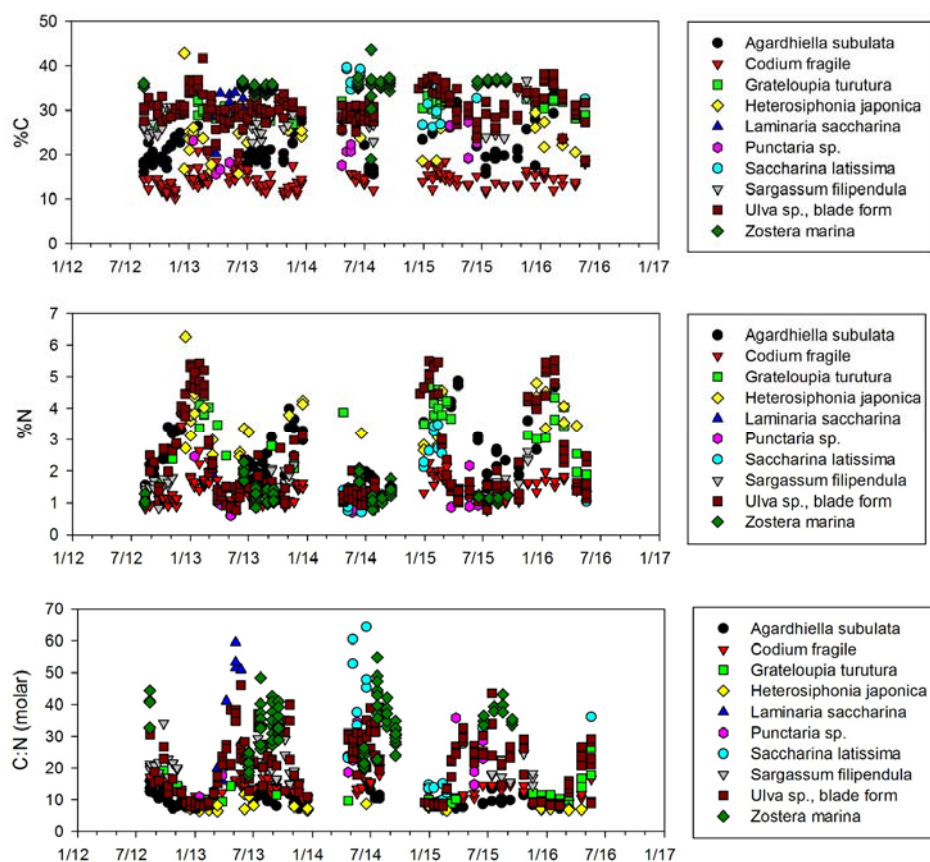 50
40
30
20
10
0
%C
1/12 7/12 1/13 7/13 1/14 7/14 1/15 7/15 1/16 7/16 1/17
Agardhiella subulata
Codium fragile
Grateloupia turutura
Heterosiphonia japonica
Laminaria saccharina
Punctaria sp.
Saccharina latissima
Sargassum filipendula
Ulva sp., blade form
Zostera marina
7
6
5
4
3
2
1
0
%N
1/12 7/12 1/13 7/13 1/14 7/14 1/15 7/15 1/16 7/16 1/17
Agardhiella subulata
Codium fragile
Grateloupia turutura
Heterosiphonia japonica
Laminaria saccharina
Punctaria sp.
Saccharina latissima
Sargassum filipendula
Ulva sp., blade form
Zostera marina
70
60
50
40
30
20
10
0
C:N (molar)
1/12 7/12 1/13 7/13 1/14 7/14 1/15 7/15 1/16 7/16 1/17
Agardhiella subulata
Codium fragile
Grateloupia turutura
Heterosiphonia japonica
Laminaria saccharina
Punctaria sp.
Saccharina latissima
Sargassum filipendula
Ulva sp., blade form
Zostera marina